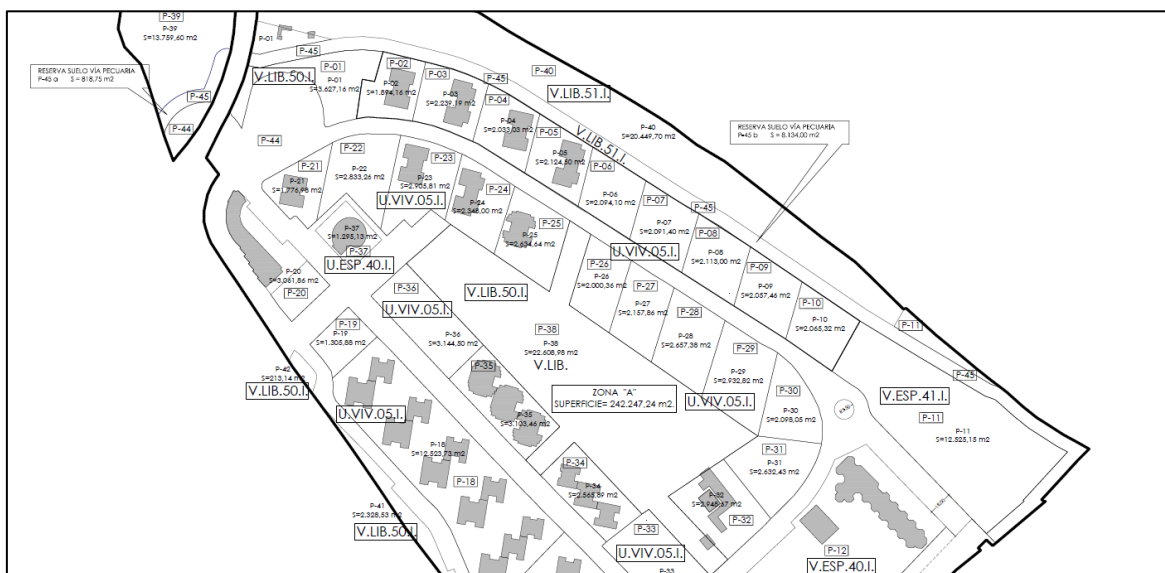 P-39
P-39
S=13.759,60 m2
RESERVA SUELO VÍA PECUARIA
P-45 a S = 818,75 m2
P-45
P-44
P-01
P-45
P-01
P-01
S=3.627,16 m2
V.LIB.50.I.
P-02
P-02
S=1.894,16 m2
P-03
P-03
S=2.239,19 m2
P-45
P-04
P-04
S=2.033,03 m2
P-40
V.LIB.51.I.
V.LIB.51.I.
P-40
S=20.449,70 m2
RESERVA SUELO VÍA PECUARIA
P-45 b S = 8.134,00 m2
P-05
P-05
S=2.124,50 m2
P-06
P-06
S=2.094,10 m2
P-07
P-07
S=2.091,40 m2
P-45
P-08
P-08
S=2.113,00 m2
P-09
P-09
S=2.057,46 m2
P-10
P-10
S=2.065,32 m2
P-11
P-45
V.ESP.41.I.
P-11
P-11
S=12.525,15 m2
P-44
P-21
P-21
S=1.776,98 m2
P-22
P-22
S=2.833,26 m2
P-23
P-23
S=2.905,81 m2
U.VIV.05.I.
P-24
P-24
S=2.348,00 m2
P-25
P-25
S=2.634,64 m2
U.VIV.05.I.
P-26
P-26
S=2.000,36 m2
P-27
P-27
S=2.157,86 m2
P-28
P-28
S=2.657,38 m2
P-29
P-29
S=2.932,82 m2
U.VIV.05.I.
P-30
P-30
S=2.098,05 m2
P-31
P-31
S=2.632,43 m2
P-37
S=1.295,13 m2
P-37
U.ESP.40.I.
P-20
S=3.061,86 m2
P-20
P-36
U.VIV.05.I.
P-36
S=3.144,50 m2
V.LIB.50.I.
P-38
P-38
S=22.608,98 m2
V.LIB.
ZONA "A"
SUPERFICIE= 242.247,24 m2.
P-19
P-19
S=1.305,88 m2
P-42
S=213,14 m2
V.LIB.50.I.
U.VIV.05.I.
P-35
P-35
S=3.103,46 m2
P-18
S=12.523,73 m2
P-18
P-34
P-34
S=2.565,89 m2
P-32
S=2.945,67 m2
P-32
P-41
S=2.328,53 m2
V.LIB.50.I.
P-33
U.VIV.05.I.
P-33
P-12
V.ESP.40.I.